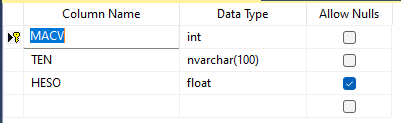 Column Name Data Type Allow Nulls
MACV int
TEN nvarchar(100)
HESO float